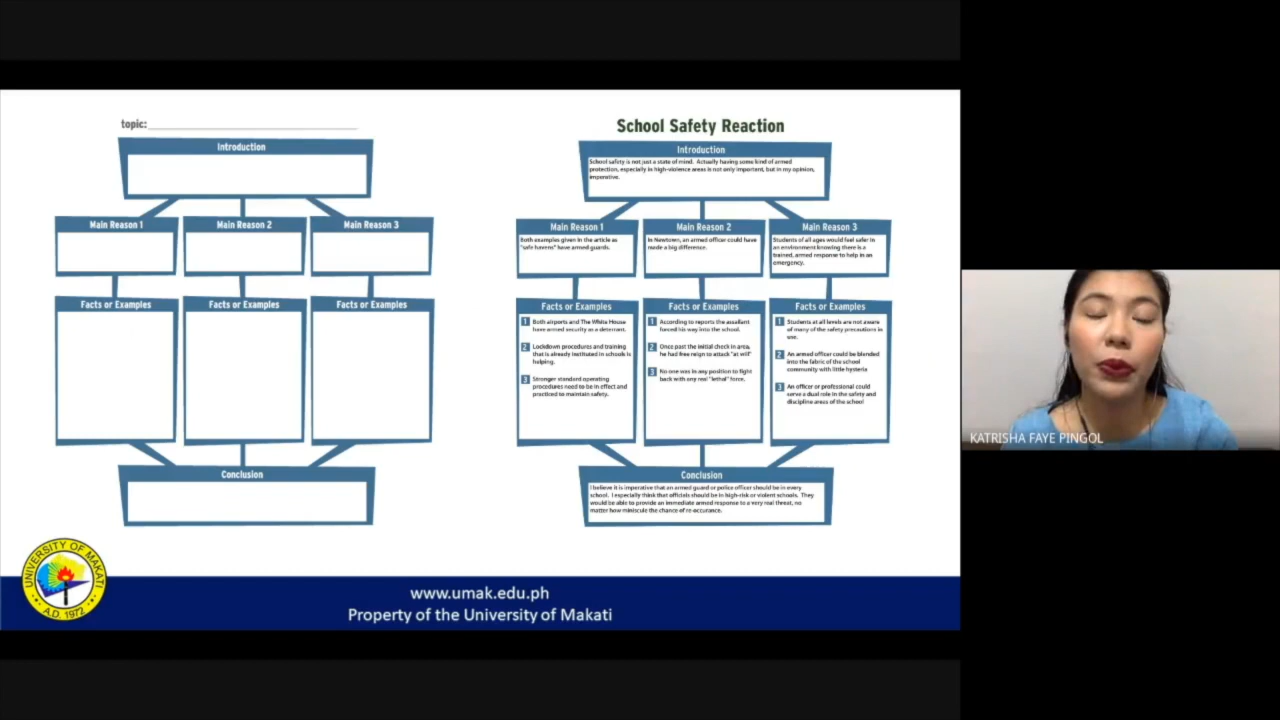 topic:
Introduction
Main Reason 1
Main Reason 2
Main Reason 3
Facts or Examples
Facts or Examples
Facts or Examples
Conclusion
School Safety Reaction
Introduction
School safety is not just a state of mind. Actually having some kind of armed
protection, especially in high-violence areas is not only important, but in my opinion,
imperative.
Main Reason 1
Both examples given in the article as
"safe havens" have armed guards.
Main Reason 2
In Newtown, an armed officer could have
made a big difference.
Main Reason 3
Students of all ages would feel safer in
an environment knowing there is a
trained, armed response to help in an
emergency.
Facts or Examples
1 Both airports and The White House
have armed security as a deterrent.
2 Lockdown procedures and training
that is already instituted in schools is
helping.
3 Stronger standard operating
procedures need to be in effect and
practiced to maintain safety.
Facts or Examples
1 According to reports the assailant
forced his way into the school.
2 Once past the initial check in area,
he had free reign to attack "at will"
3 No one was in any position to fight
back with any real "lethal" force.
Facts or Examples
1 Students at all levels are not aware
of many of the safety precautions in
use.
2 An armed officer could be blended
into the fabric of the school
community with little hysteria
3 An officer or professional could
serve a dual role in the safety and
discipline areas of the school
Conclusion
I believe it is imperative that an armed guard or police officer should be in every
school. I especially think that officials should be in high-risk or violent schools. They
would be able to provide an immediate armed response to a very real threat, no
matter how miniscule the chance of re-occurance.
UNIVERSITY OF MAKATI
A.D. 1972
www.umak.edu.ph
Property of the University of Makati
KATRISHA FAYE PINGOL